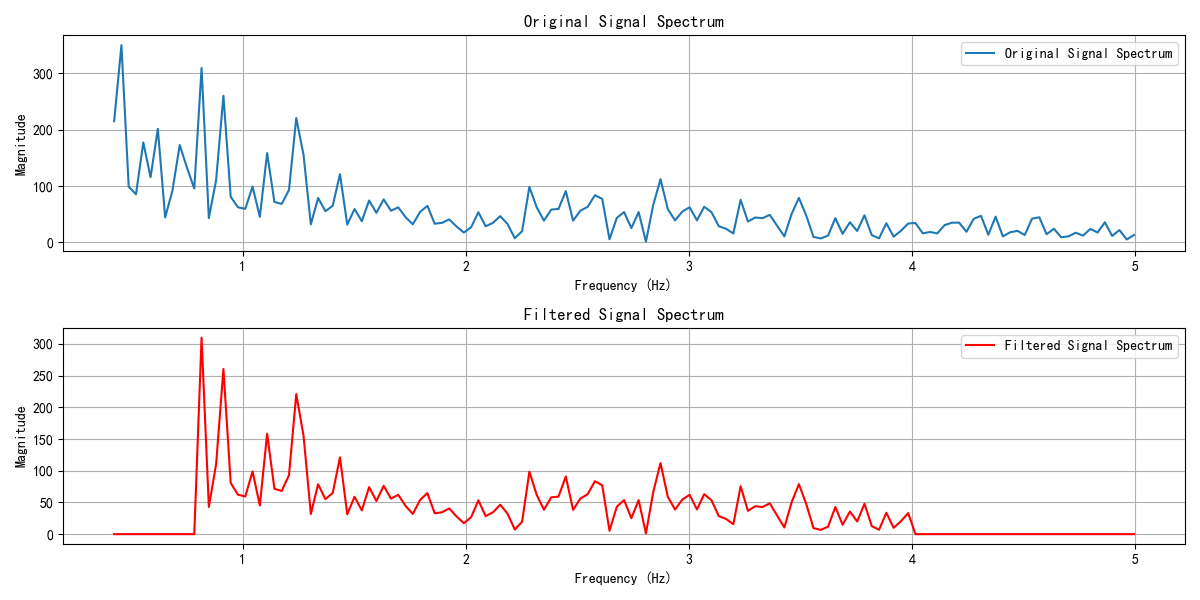 Original Signal Spectrum
Original Signal Spectrum
Magnitude
300
200
100
0
1 2 3 4 5
Frequency (Hz)
Filtered Signal Spectrum
Filtered Signal Spectrum
Magnitude
300
250
200
150
100
50
0
1 2 3 4 5
Frequency (Hz)